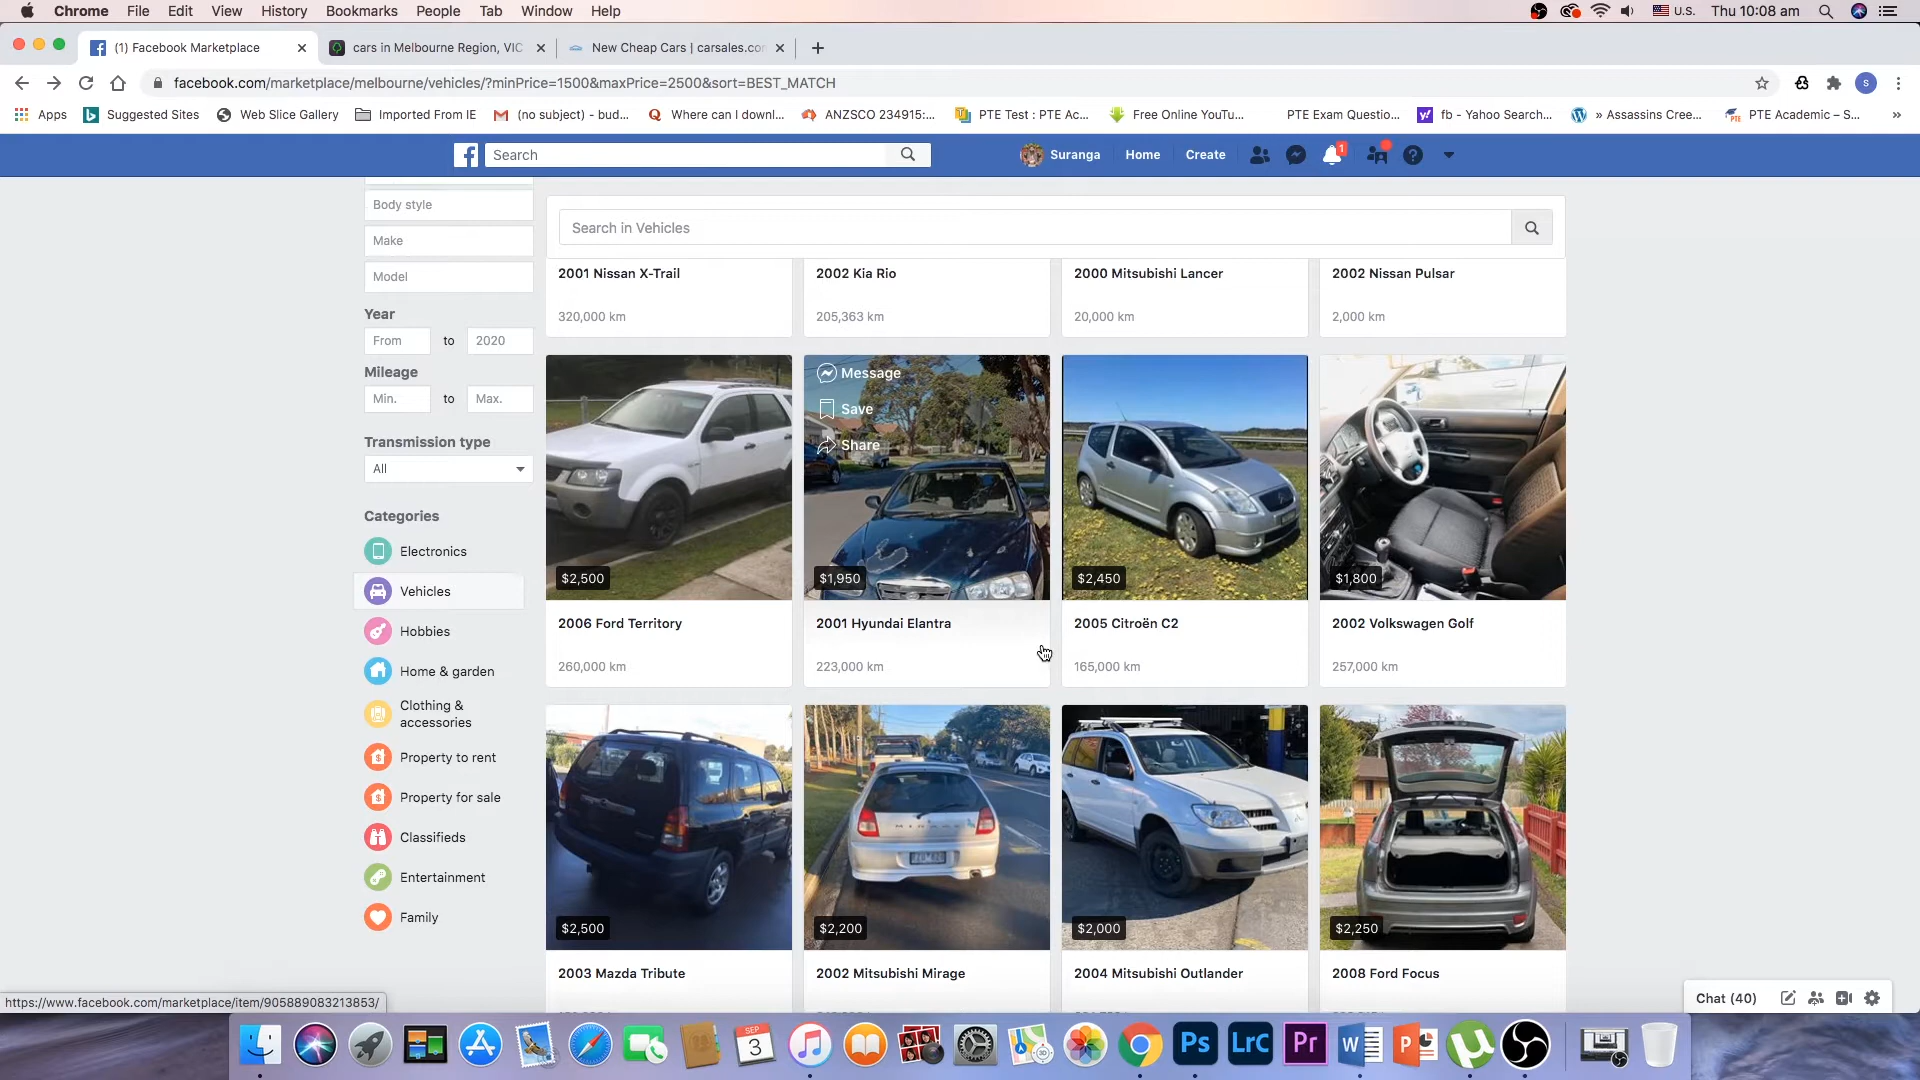 Chrome File Edit View History Bookmarks People Tab Window Help U.S. Thu 10:08 am
(1) Facebook Marketplace cars in Melbourne Region, VIC New Cheap Cars | carsales.co
facebook.com/marketplace/melbourne/vehicles/?minPrice=1500&maxPrice=2500&sort=BEST_MATCH S
Apps Suggested Sites Web Slice Gallery Imported From IE (no subject) - bud... Where can I downl... ANZSCO 234915:... PTE Test : PTE Ac... Free Online YouTu... PTE Exam Questio... fb - Yahoo Search... » Assassins Cree... PTE Academic – S... »
Search Suranga Home Create 1
Body style
Make
Model
Year
From to 2020
Mileage
Min. to Max.
Transmission type
All
Categories
Electronics
Vehicles
Hobbies
Home & garden
Clothing &
accessories
Property to rent
Property for sale
Classifieds
Entertainment
Family
Search in Vehicles
2001 Nissan X-Trail 2002 Kia Rio 2000 Mitsubishi Lancer 2002 Nissan Pulsar
320,000 km 205,363 km 20,000 km 2,000 km
Message
Save
Share
$2,500 $1,950 $2,450 $1,800
2006 Ford Territory 2001 Hyundai Elantra 2005 Citroën C2 2002 Volkswagen Golf
260,000 km 223,000 km 165,000 km 257,000 km
MIRAGE
$2,500 $2,200 $2,000 $2,250
2003 Mazda Tribute 2002 Mitsubishi Mirage 2004 Mitsubishi Outlander 2008 Ford Focus
Chat (40)
https://www.facebook.com/marketplace/item/905889083213853/
SEP
3
Ps LrC Pr W P